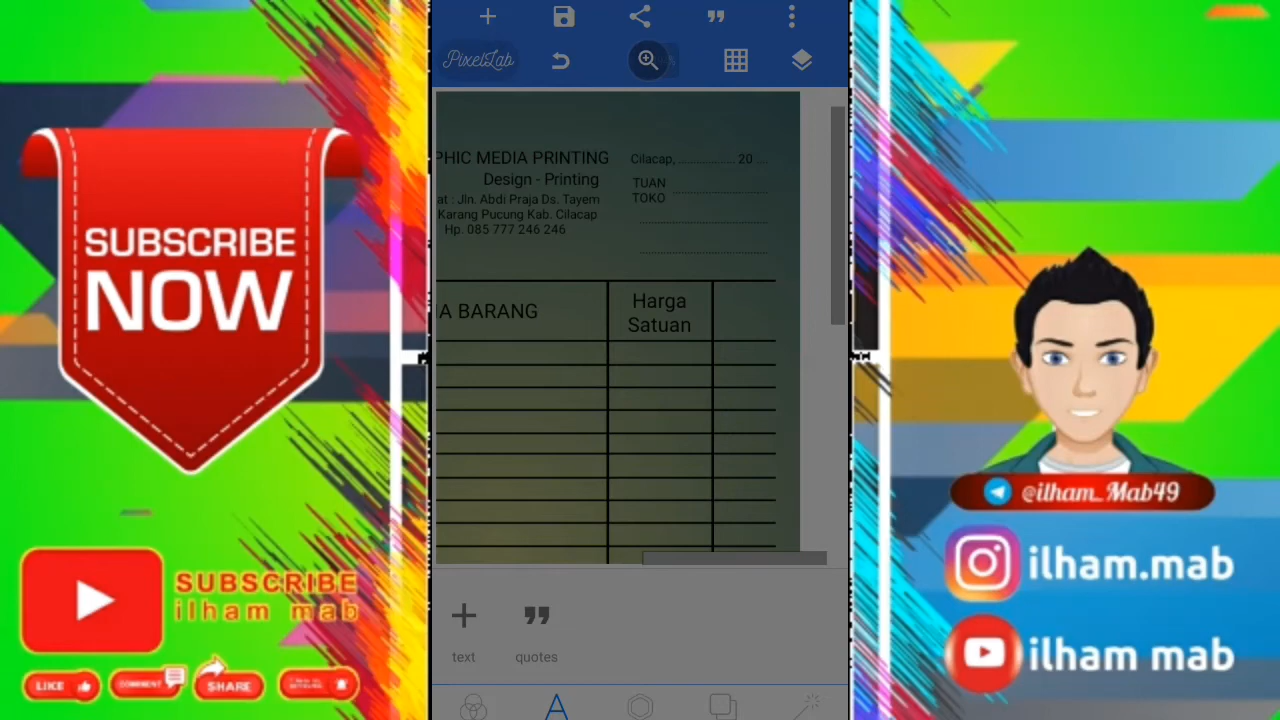 SUBSCRIBE
NOW
SUBSCRIBE
ilham mab
LIKE
COMMENT
SHARE
PixelLab
PHIC MEDIA PRINTING
Design - Printing
at : Jln. Abdi Praja Ds. Tayem
Karang Pucung Kab. Cilacap
Hp. 085 777 246 246
Cilacap, .................. 20 ....
TUAN
TOKO
A BARANG
Harga
Satuan
text
quotes
@ilham_Mab49
ilham.mab
ilham mab